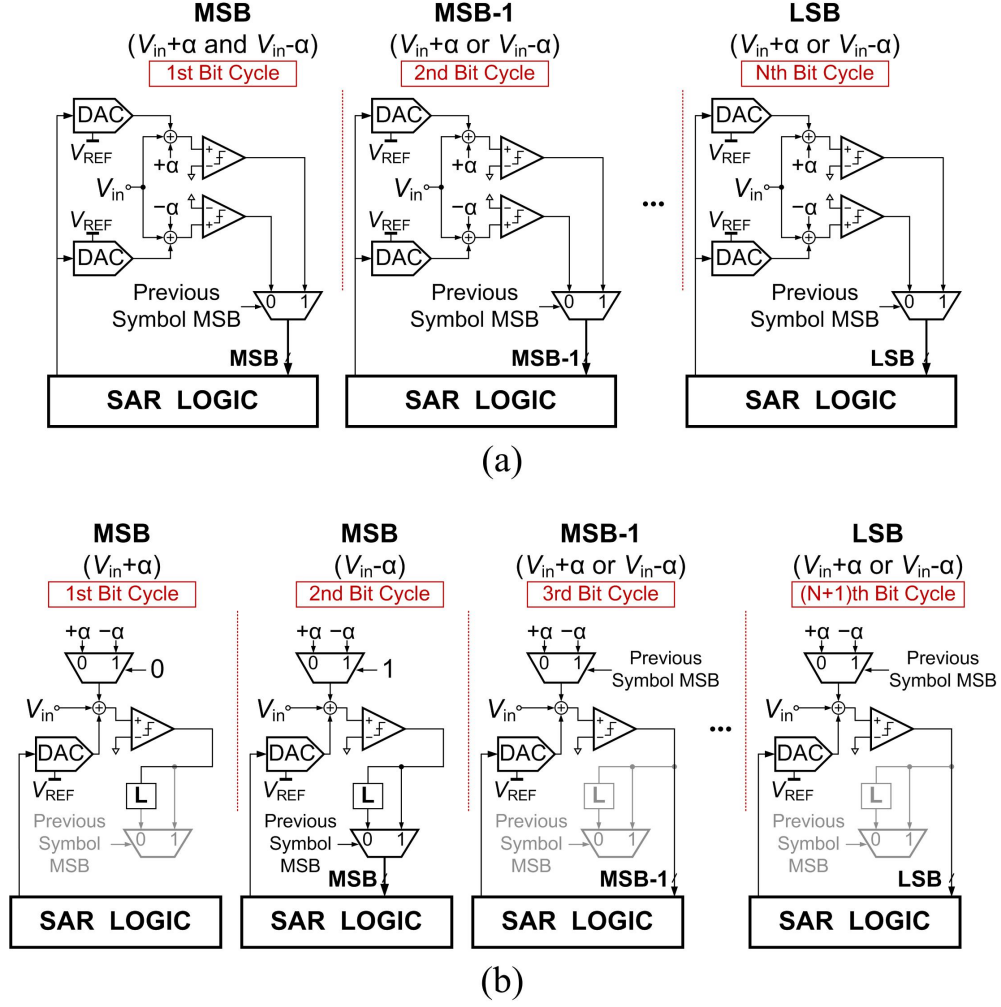 MSB
MSB-1
LSB
(Vin+α and Vin-α)
(Vin+α or Vin-α)
(Vin+α or Vin-α)
1st Bit Cycle
2nd Bit Cycle
Nth Bit Cycle
DAC
DAC
DAC
VREF
+
−
VREF
+
−
VREF
+
−
+α
+α
+α
Vin
Vin
...
Vin
VREF
−α
−
+
VREF
−α
−
+
VREF
−α
−
+
DAC
DAC
DAC
Previous
Symbol MSB
0 1
Previous
Symbol MSB
0 1
Previous
Symbol MSB
0 1
MSB
MSB-1
LSB
SAR LOGIC
SAR LOGIC
SAR LOGIC
(a)
MSB
MSB
MSB-1
LSB
(Vin+α)
(Vin-α)
(Vin+α or Vin-α)
(Vin+α or Vin-α)
1st Bit Cycle
2nd Bit Cycle
3rd Bit Cycle
(N+1)th Bit Cycle
+α −α
+α −α
+α −α
+α −α
0 1
0
0 1
1
0 1
Previous
Symbol MSB
0 1
Previous
Symbol MSB
Vin
+
−
Vin
+
−
Vin
+
−
...
Vin
+
−
DAC
DAC
DAC
DAC
VREF
L
VREF
L
VREF
L
VREF
L
Previous
Symbol
MSB
0 1
Previous
Symbol
MSB
0 1
Previous
Symbol
MSB
0 1
Previous
Symbol
MSB
0 1
MSB
MSB-1
LSB
SAR LOGIC
SAR LOGIC
SAR LOGIC
SAR LOGIC
(b)